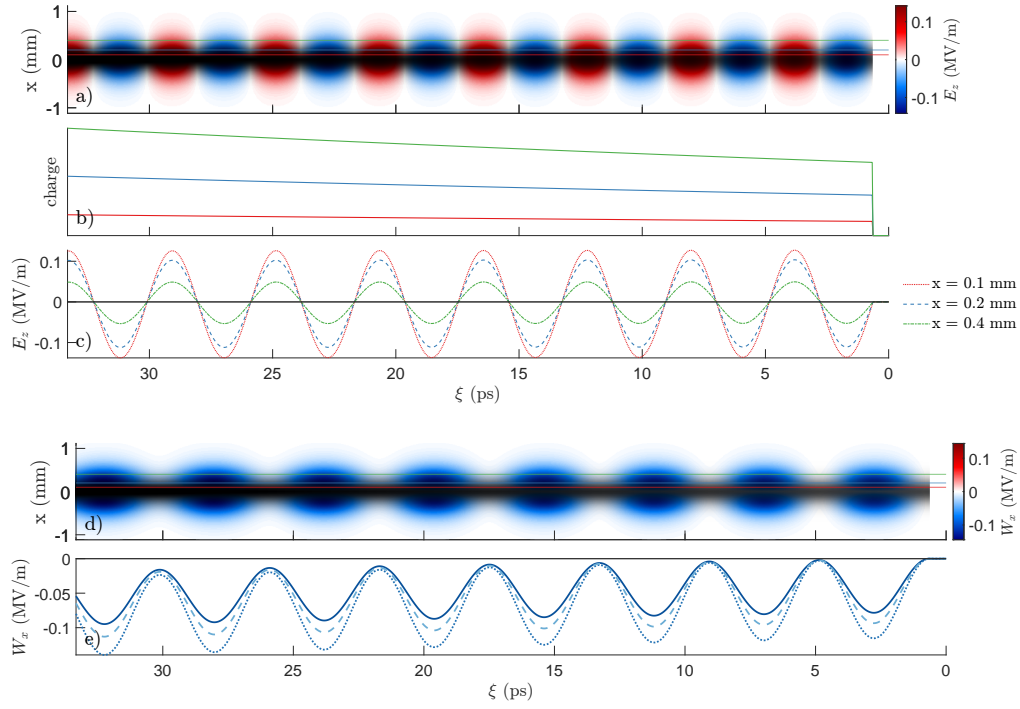 1
0
-1
x (mm)
a)
0.1
0
-0.1
E_z (MV/m)
charge
b)
0.1
0
-0.1
E_z (MV/m)
c)
x = 0.1 mm
x = 0.2 mm
x = 0.4 mm
30 25 20 15 10 5 0
ξ (ps)
1
0
-1
x (mm)
d)
0.1
0
-0.1
W_x (MV/m)
0
-0.05
-0.1
W_x (MV/m)
e)
30 25 20 15 10 5 0
ξ (ps)